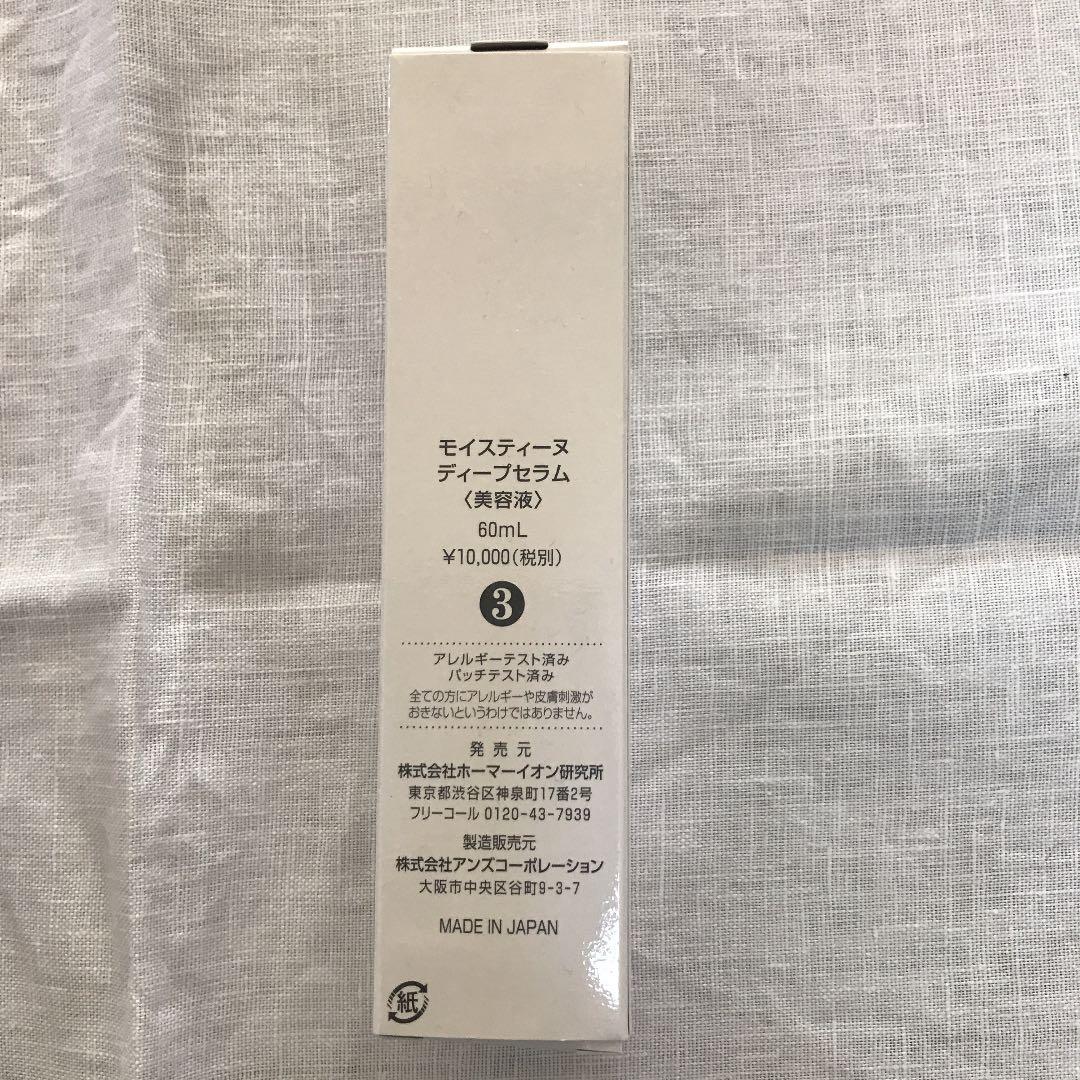 モイスティーヌ
ディープセラム
〈美容液〉
60mL
¥10,000(税別)
3
アレルギーテスト済み
パッチテスト済み
全ての方にアレルギーや皮膚刺激が
おきないというわけではありません。
発売元
株式会社ホーマーイオン研究所
東京都渋谷区神泉町17番2号
フリーコール 0120-43-7939
製造販売元
株式会社アンズコーポレーション
大阪市中央区谷町9-3-7
MADE IN JAPAN
紙